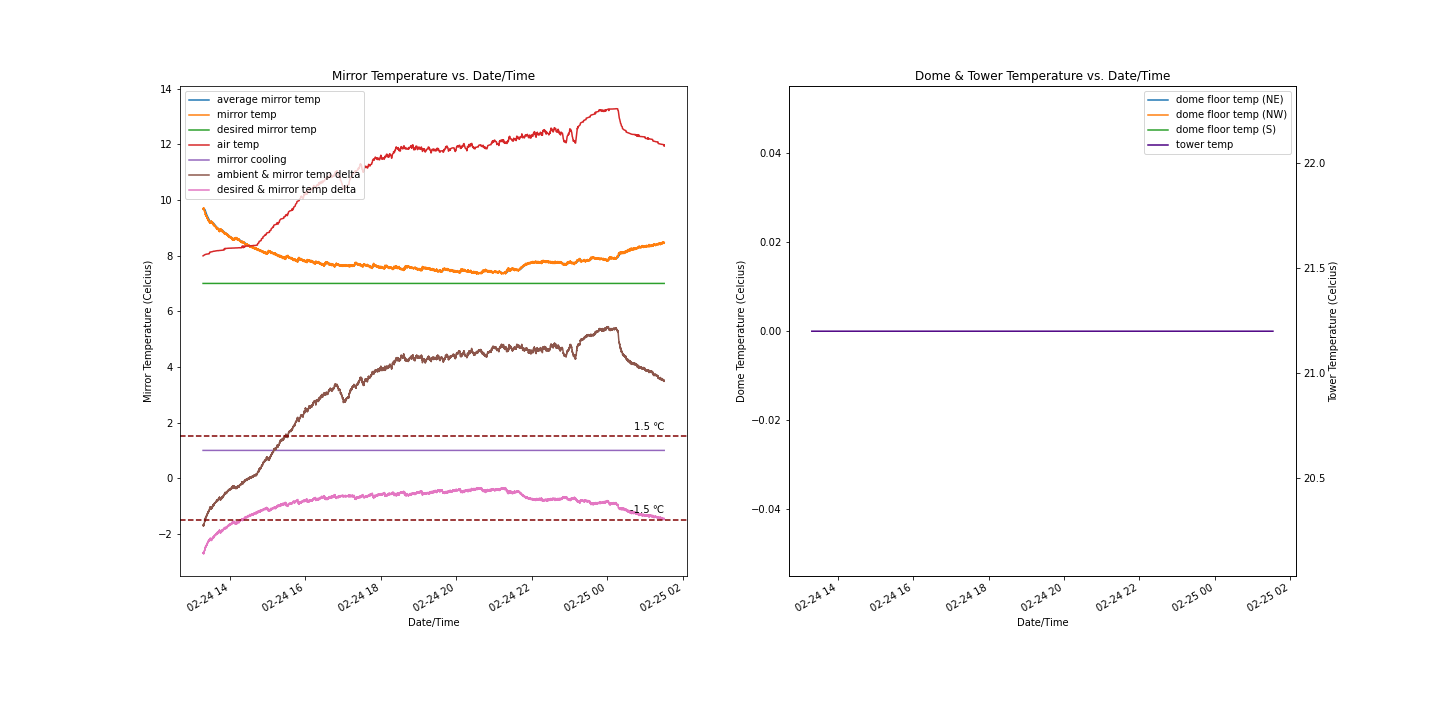 Mirror Temperature vs. Date/Time
14
12
10
8
6
4
2
0
−2
Mirror Temperature (Celcius)
average mirror temp
mirror temp
desired mirror temp
air temp
mirror cooling
ambient & mirror temp delta
desired & mirror temp delta
1.5 °C
-1.5 °C
02-24 14
02-24 16
02-24 18
02-24 20
02-24 22
02-25 00
02-25 02
Date/Time
Dome & Tower Temperature vs. Date/Time
0.04
0.02
0.00
−0.02
−0.04
Dome Temperature (Celcius)
dome floor temp (NE)
dome floor temp (NW)
dome floor temp (S)
tower temp
22.0
21.5
21.0
20.5
Tower Temperature (Celcius)
02-24 14
02-24 16
02-24 18
02-24 20
02-24 22
02-25 00
02-25 02
Date/Time